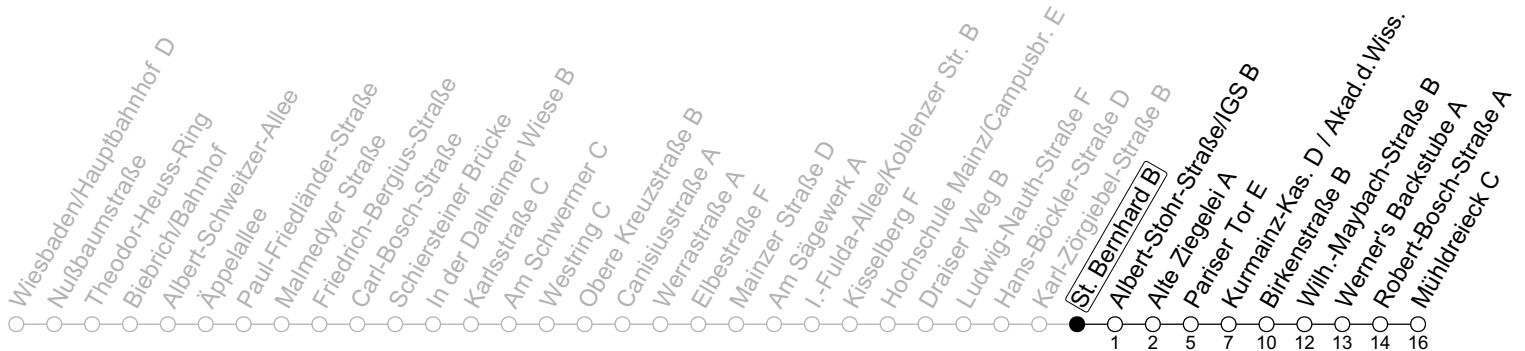 Wiesbaden/Hauptbahnhof D
Nußbaumstraße
Theodor-Heuss-Ring
Biebrich/Bahnhof
Albert-Schweitzer-Allee
Äppelallee
Paul-Friedländer-Straße
Malmedyer Straße
Friedrich-Bergius-Straße
Carl-Bosch-Straße
Schiersteiner Brücke
In der Dalheimer Wiese B
Karlsstraße C
Am Schwermer C
Westring C
Obere Kreuzstraße B
Canisiusstraße A
Werrastraße A
Elbestraße F
Mainzer Straße D
Am Sägewerk A
I.-Fulda-Allee/Koblenzer Str. B
Kisselberg F
Hochschule Mainz/Campusbr. E
Draiser Weg B
Ludwig-Nauth-Straße F
Hans-Böckler-Straße D
Karl-Zörgiebel-Straße B
St. Bernhard B
Albert-Stohr-Straße/IGS B
Alte Ziegelei A
Pariser Tor E
Kurmainz-Kas. D / Akad.d.Wiss.
Birkenstraße B
Wilh.-Maybach-Straße B
Werner's Backstube A
Robert-Bosch-Straße A
Mühldreieck C
1 2 5 7 10 12 13 14 16